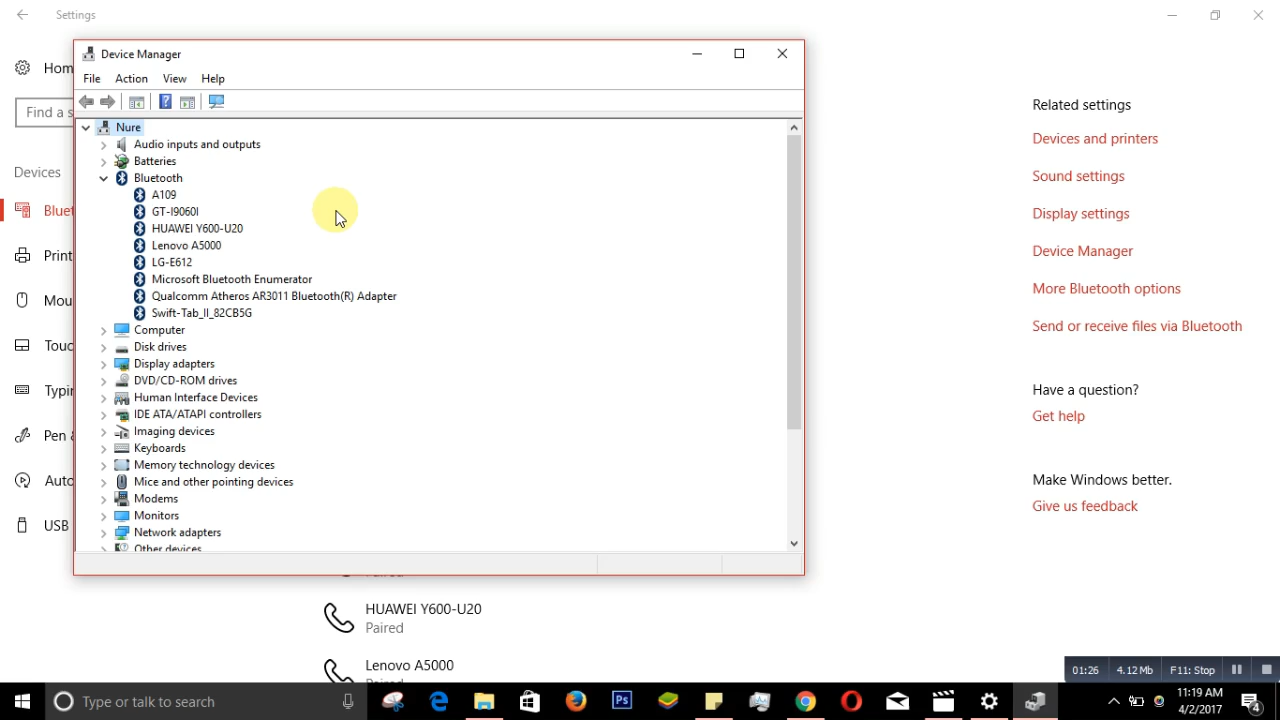 Settings
Device Manager
File Action View Help
Hom
Find a s
Devices
Bluet
Print
Mou
Touc
Typin
Pen &
Auto
USB
Nure
Audio inputs and outputs
Batteries
Bluetooth
A109
GT-I9060I
HUAWEI Y600-U20
Lenovo A5000
LG-E612
Microsoft Bluetooth Enumerator
Qualcomm Atheros AR3011 Bluetooth(R) Adapter
Swift-Tab_II_82CB5G
Computer
Disk drives
Display adapters
DVD/CD-ROM drives
Human Interface Devices
IDE ATA/ATAPI controllers
Imaging devices
Keyboards
Memory technology devices
Mice and other pointing devices
Modems
Monitors
Network adapters
Other devices
Paired
HUAWEI Y600-U20
Paired
Lenovo A5000
Paired
Related settings
Devices and printers
Sound settings
Display settings
Device Manager
More Bluetooth options
Send or receive files via Bluetooth
Have a question?
Get help
Make Windows better.
Give us feedback
01:26 4.12 Mb F11: Stop
Type or talk to search
Ps
11:19 AM
4/2/2017
4